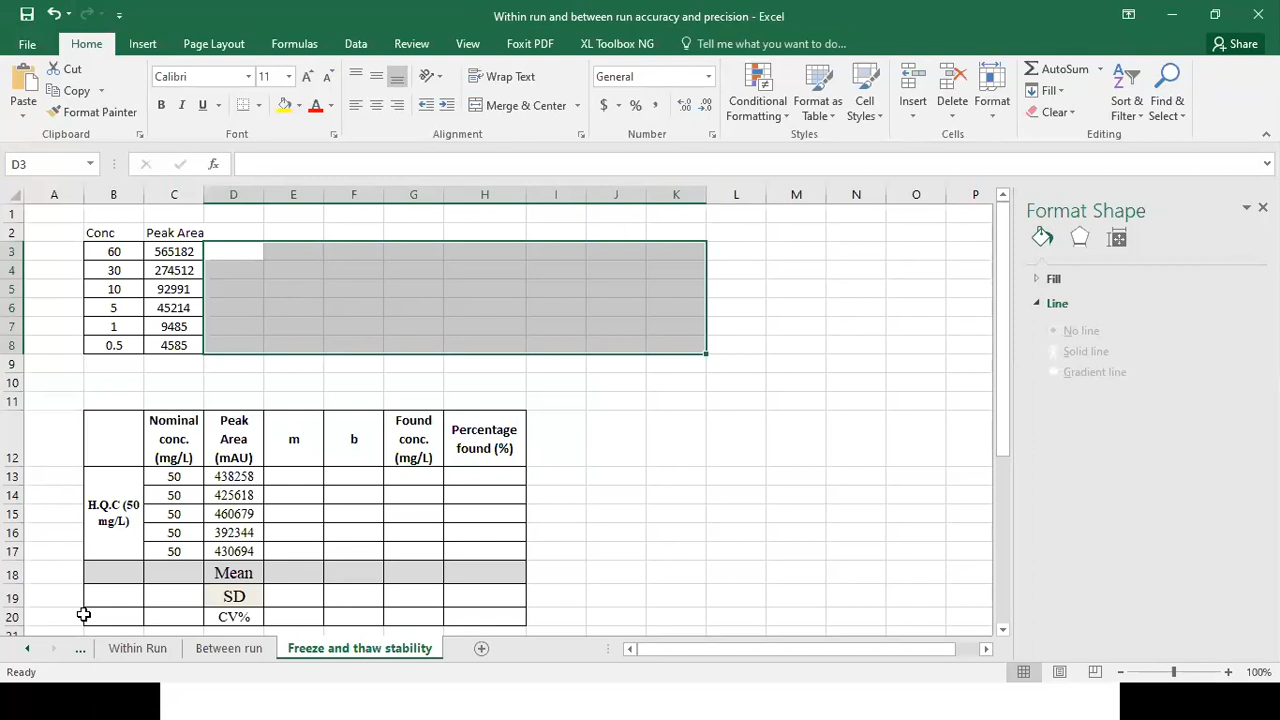 Within run and between run accuracy and precision - Excel
File Home Insert Page Layout Formulas Data Review View Foxit PDF XL Toolbox NG Tell me what you want to do... Share
Paste
Cut
Copy
Format Painter
Clipboard
Calibri 11
B I U
Font
Wrap Text
Merge & Center
Alignment
General
$ % ,
Number
Conditional Formatting
Format as Table
Cell Styles
Styles
Insert Delete Format
Cells
AutoSum
Fill
Clear
Sort & Filter
Find & Select
Editing
D3 fx
A B C D E F G H I J K L M N O P
1
2 Conc Peak Area
3 60 565182
4 30 274512
5 10 92991
6 5 45214
7 1 9485
8 0.5 4585
9
10
11
12 Nominal conc. (mg/L) Peak Area (mAU) m b Found conc. (mg/L) Percentage found (%)
13 50 438258
14 50 425618
H.Q.C (50 mg/L)
15 50 514 460679
16 50 392344
17 50 430694
18 Mean
19 SD
20 CV%
21
... Within Run Between run Freeze and thaw stability
Ready 100%
Format Shape
Fill
Line
No line
Solid line
Gradient line